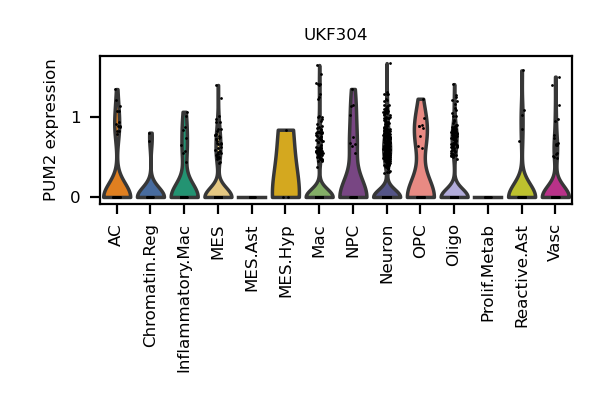 UKF304
PUM2 expression
1
0
AC
Chromatin.Reg
Inflammatory.Mac
MES
MES.Ast
MES.Hyp
Mac
NPC
Neuron
OPC
Oligo
Prolif.Metab
Reactive.Ast
Vasc